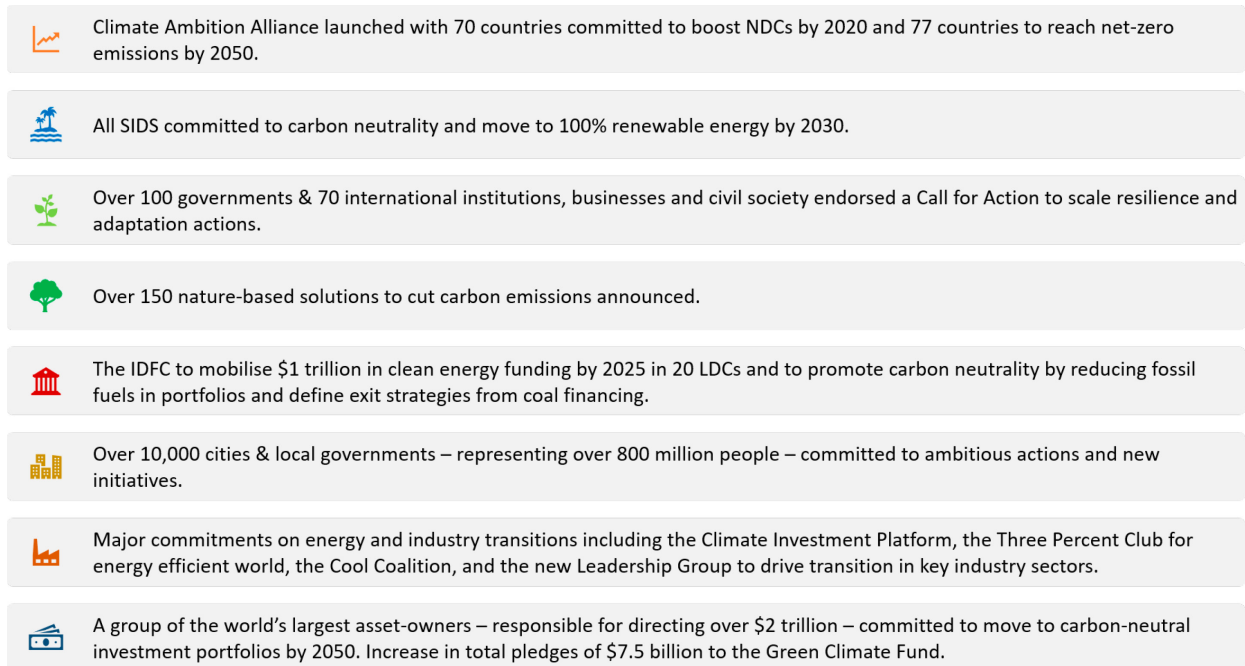 Climate Ambition Alliance launched with 70 countries committed to boost NDCs by 2020 and 77 countries to reach net-zero
emissions by 2050.
All SIDS committed to carbon neutrality and move to 100% renewable energy by 2030.
Over 100 governments & 70 international institutions, businesses and civil society endorsed a Call for Action to scale resilience and
adaptation actions.
Over 150 nature-based solutions to cut carbon emissions announced.
The IDFC to mobilise $1 trillion in clean energy funding by 2025 in 20 LDCs and to promote carbon neutrality by reducing fossil
fuels in portfolios and define exit strategies from coal financing.
Over 10,000 cities & local governments – representing over 800 million people – committed to ambitious actions and new
initiatives.
Major commitments on energy and industry transitions including the Climate Investment Platform, the Three Percent Club for
energy efficient world, the Cool Coalition, and the new Leadership Group to drive transition in key industry sectors.
A group of the world’s largest asset-owners – responsible for directing over $2 trillion – committed to move to carbon-neutral
investment portfolios by 2050. Increase in total pledges of $7.5 billion to the Green Climate Fund.